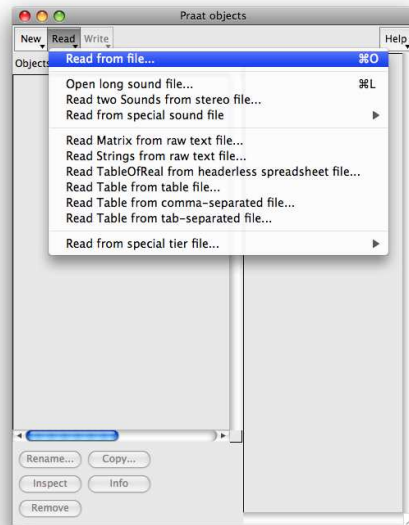 Praat objects
New Read Write Help
Objects
Read from file... ⌘O
Open long sound file... ⌘L
Read two Sounds from stereo file...
Read from special sound file
Read Matrix from raw text file...
Read Strings from raw text file...
Read TableOfReal from headerless spreadsheet file...
Read Table from table file...
Read Table from comma-separated file...
Read Table from tab-separated file...
Read from special tier file...
Rename... Copy...
Inspect Info
Remove